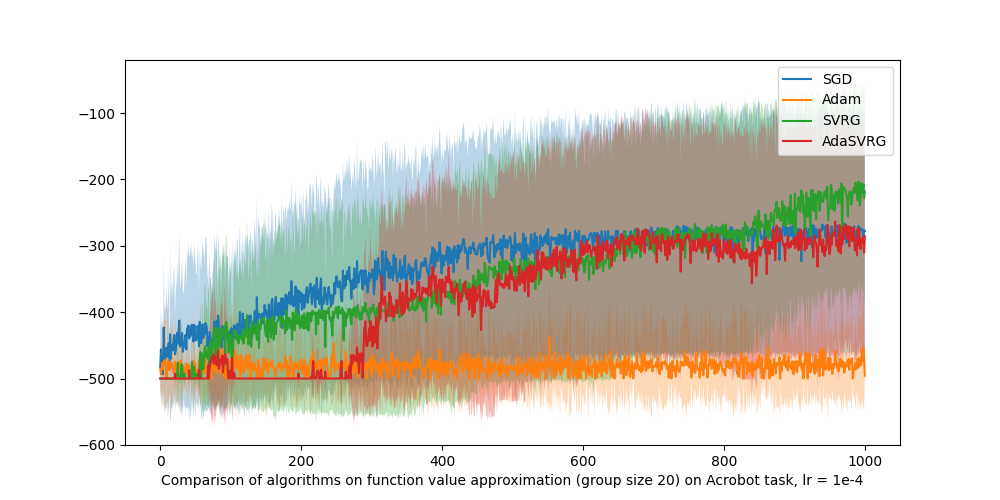 SGD
Adam
SVRG
AdaSVRG
−100
−200
−300
−400
−500
−600
0 200 400 600 800 1000
Comparison of algorithms on function value approximation (group size 20) on Acrobot task, lr = 1e-4